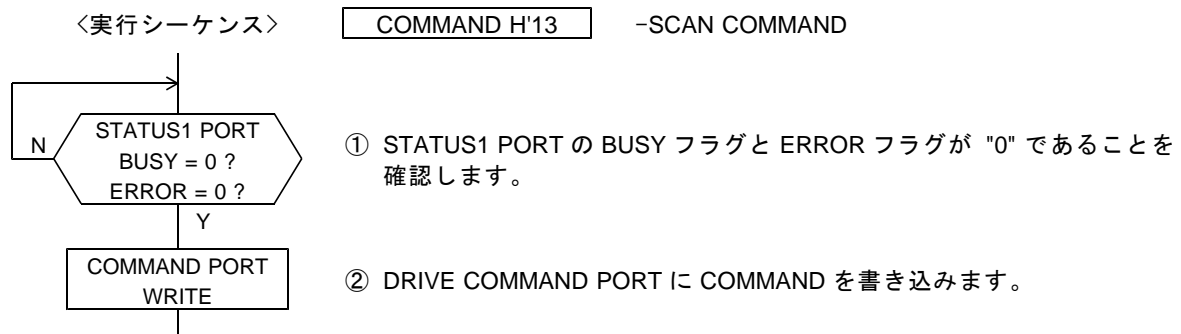 〈実行シーケンス〉 COMMAND H'13 −SCAN COMMAND
N
STATUS1 PORT
BUSY = 0 ?
ERROR = 0 ?
Y
① STATUS1 PORT の BUSY フラグと ERROR フラグが "0" であることを
確認します。
COMMAND PORT
WRITE
② DRIVE COMMAND PORT に COMMAND を書き込みます。